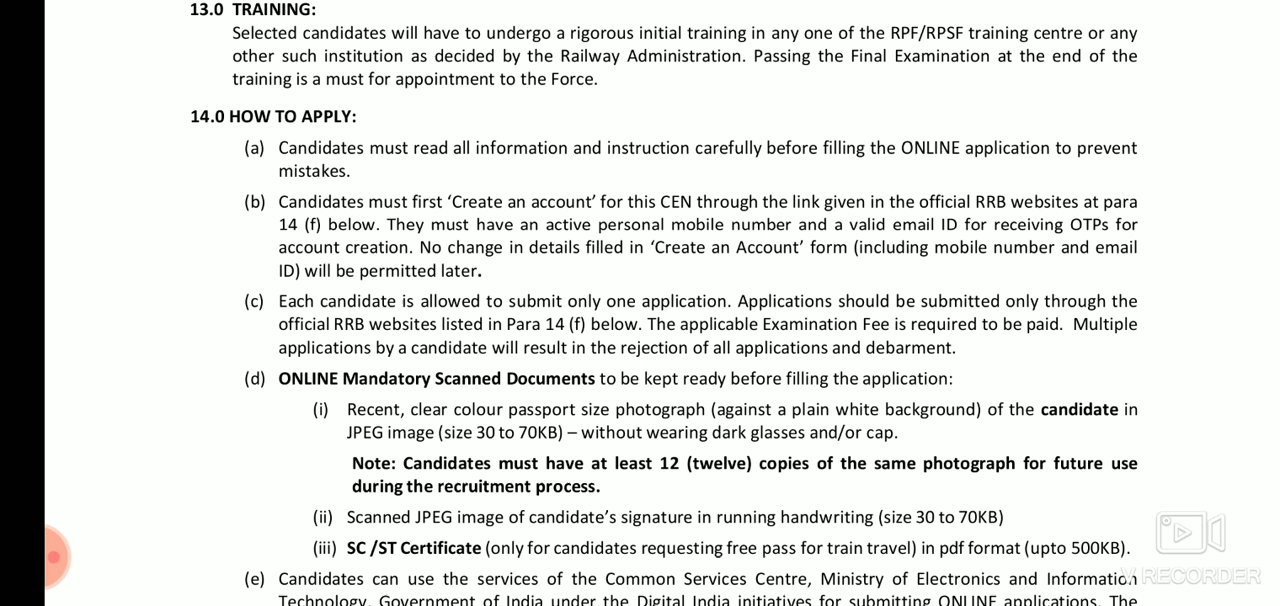 13.0 TRAINING:
Selected candidates will have to undergo a rigorous initial training in any one of the RPF/RPSF training centre or any
other such institution as decided by the Railway Administration. Passing the Final Examination at the end of the
training is a must for appointment to the Force.
14.0 HOW TO APPLY:
(a) Candidates must read all information and instruction carefully before filling the ONLINE application to prevent
mistakes.
(b) Candidates must first ‘Create an account’ for this CEN through the link given in the official RRB websites at para
14 (f) below. They must have an active personal mobile number and a valid email ID for receiving OTPs for
account creation. No change in details filled in ‘Create an Account’ form (including mobile number and email
ID) will be permitted later.
(c) Each candidate is allowed to submit only one application. Applications should be submitted only through the
official RRB websites listed in Para 14 (f) below. The applicable Examination Fee is required to be paid. Multiple
applications by a candidate will result in the rejection of all applications and debarment.
(d) ONLINE Mandatory Scanned Documents to be kept ready before filling the application:
(i) Recent, clear colour passport size photograph (against a plain white background) of the candidate in
JPEG image (size 30 to 70KB) – without wearing dark glasses and/or cap.
Note: Candidates must have at least 12 (twelve) copies of the same photograph for future use
during the recruitment process.
(ii) Scanned JPEG image of candidate’s signature in running handwriting (size 30 to 70KB)
(iii) SC /ST Certificate (only for candidates requesting free pass for train travel) in pdf format (upto 500KB).
(e) Candidates can use the services of the Common Services Centre, Ministry of Electronics and Information
Technology, Government of India under the Digital India initiatives for submitting ONLINE applications. The
V RECORDER